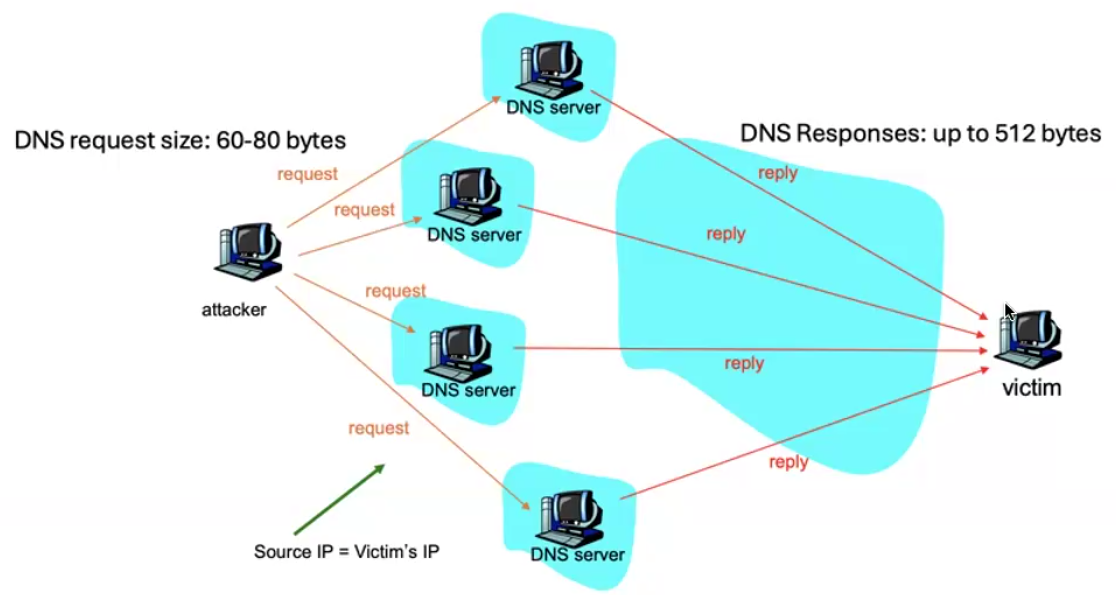 DNS server
DNS request size: 60-80 bytes
DNS Responses: up to 512 bytes
request
reply
request
DNS server
reply
request
attacker
reply
DNS server
victim
request
reply
Source IP = Victim's IP
DNS server